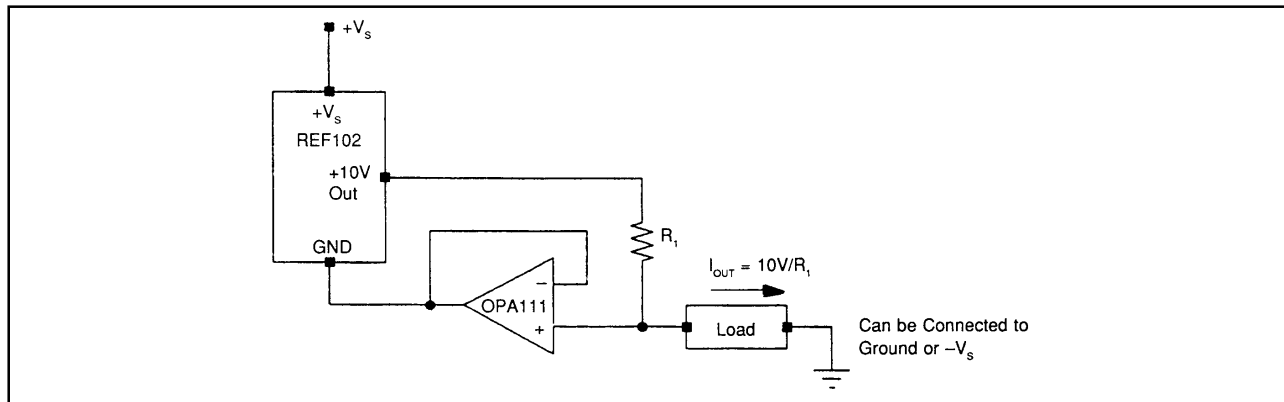 +Vs
+Vs
REF102
+10V
Out
GND
R1
OPA111
−
+
IOUT = 10V/R1
Load
Can be Connected to
Ground or –Vs